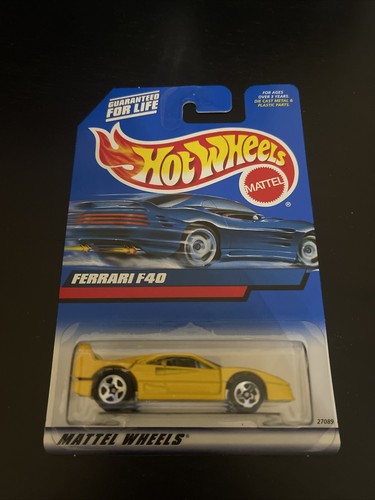 GUARANTEED
FOR LIFE
FOR AGES
OVER 3 YEARS.
DIE CAST METAL &
PLASTIC PARTS.
HOT WHEELS
MATTEL
®
FERRARI F40
27089
MATTEL WHEELS®